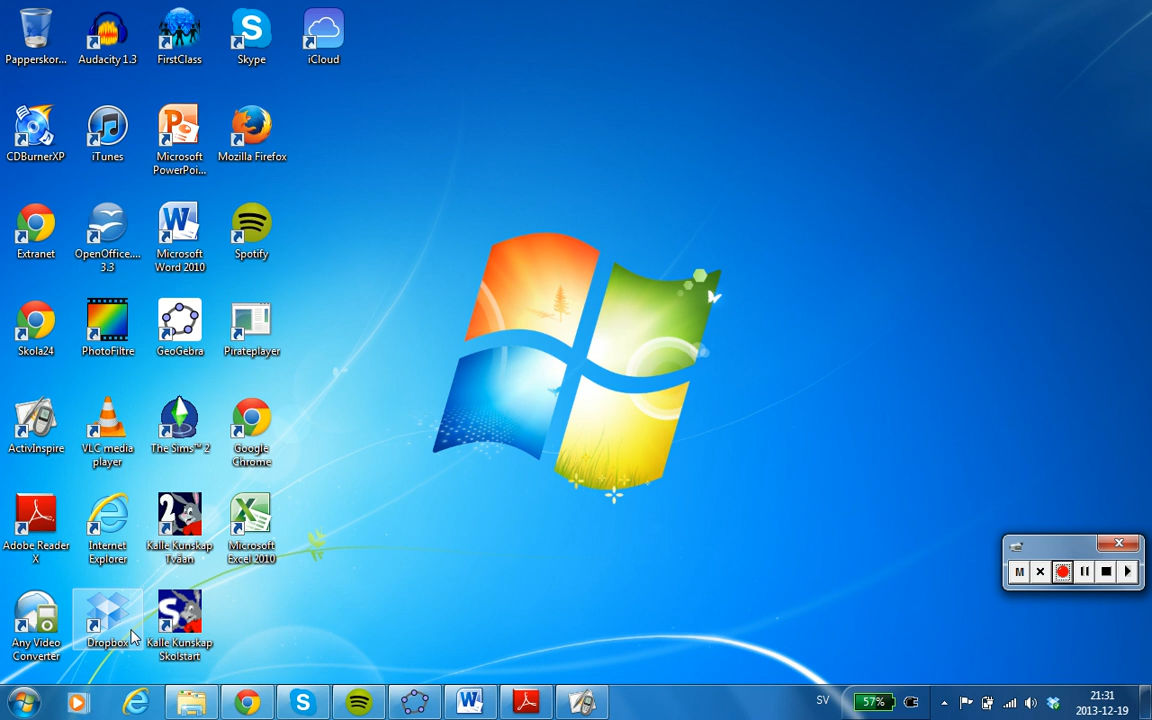 Papperskor...
Audacity 1.3
FirstClass
Skype
iCloud
CDBurnerXP
iTunes
Microsoft
PowerPoi...
Mozilla Firefox
Extranet
OpenOffice....
3.3
Microsoft
Word 2010
Spotify
Skola24
PhotoFiltre
GeoGebra
Pirateplayer
ActivInspire
VLC media
player
The Sims™ 2
Google
Chrome
Adobe Reader
X
Internet
Explorer
Kalle Kunskap
Tvåan
Microsoft
Excel 2010
Any Video
Converter
Dropbox
Kalle Kunskap
Skolstart
M
SV
57%
21:31
2013-12-19